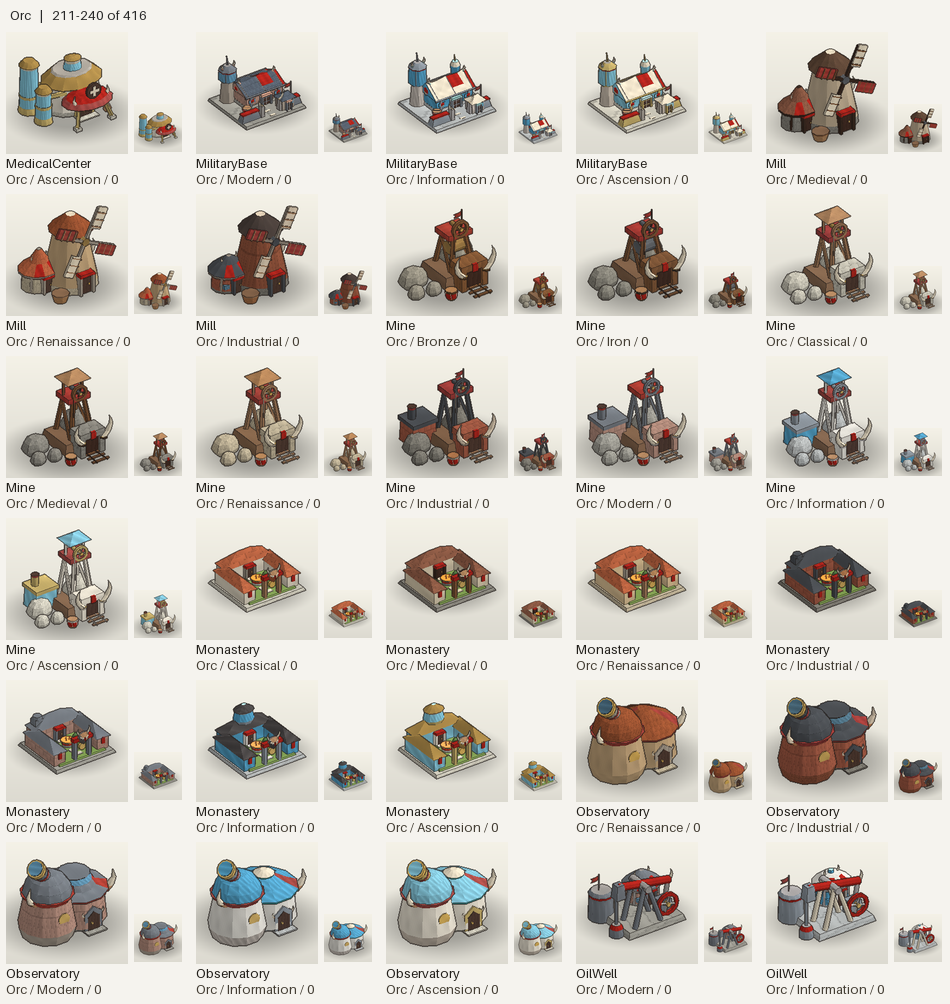 Orc | 211-240 of 416
MedicalCenter
Orc / Ascension / 0
MilitaryBase
Orc / Modern / 0
MilitaryBase
Orc / Information / 0
MilitaryBase
Orc / Ascension / 0
Mill
Orc / Medieval / 0
Mill
Orc / Renaissance / 0
Mill
Orc / Industrial / 0
Mine
Orc / Bronze / 0
Mine
Orc / Iron / 0
Mine
Orc / Classical / 0
Mine
Orc / Medieval / 0
Mine
Orc / Renaissance / 0
Mine
Orc / Industrial / 0
Mine
Orc / Modern / 0
Mine
Orc / Information / 0
Mine
Orc / Ascension / 0
Monastery
Orc / Classical / 0
Monastery
Orc / Medieval / 0
Monastery
Orc / Renaissance / 0
Monastery
Orc / Industrial / 0
Monastery
Orc / Modern / 0
Monastery
Orc / Information / 0
Monastery
Orc / Ascension / 0
Observatory
Orc / Renaissance / 0
Observatory
Orc / Industrial / 0
Observatory
Orc / Modern / 0
Observatory
Orc / Information / 0
Observatory
Orc / Ascension / 0
OilWell
Orc / Modern / 0
OilWell
Orc / Information / 0